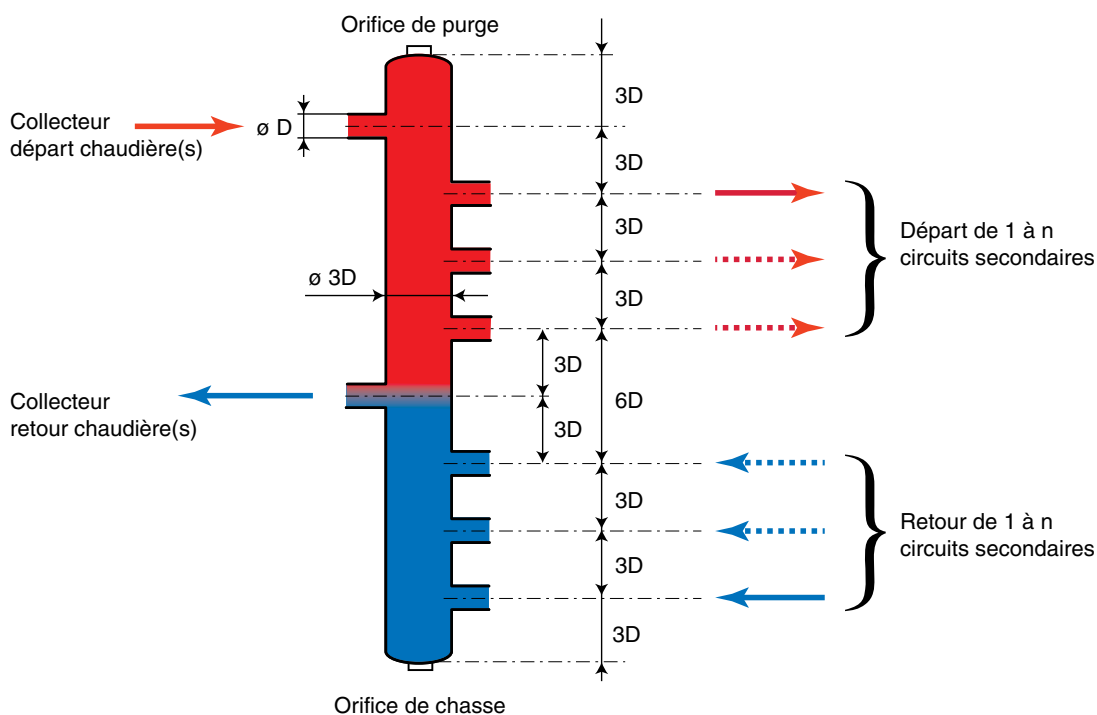 Orifice de purge
Collecteur
départ chaudière(s)
ø D
3D
3D
3D
Départ de 1 à n
circuits secondaires
ø 3D
3D
3D
6D
Collecteur
retour chaudière(s)
3D
3D
Retour de 1 à n
circuits secondaires
3D
3D
Orifice de chasse